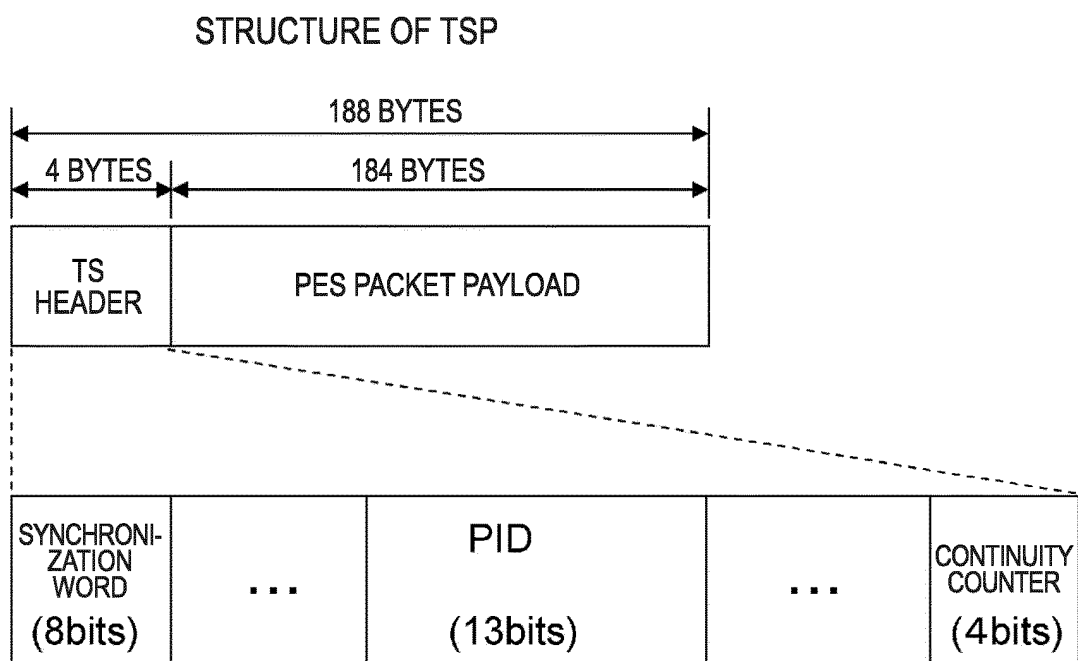 STRUCTURE OF TSP
188 BYTES
4 BYTES
184 BYTES
TS
HEADER
PES PACKET PAYLOAD
SYNCHRONI-
ZATION
WORD
(8bits)
...
PID
(13bits)
...
CONTINUITY
COUNTER
(4bits)